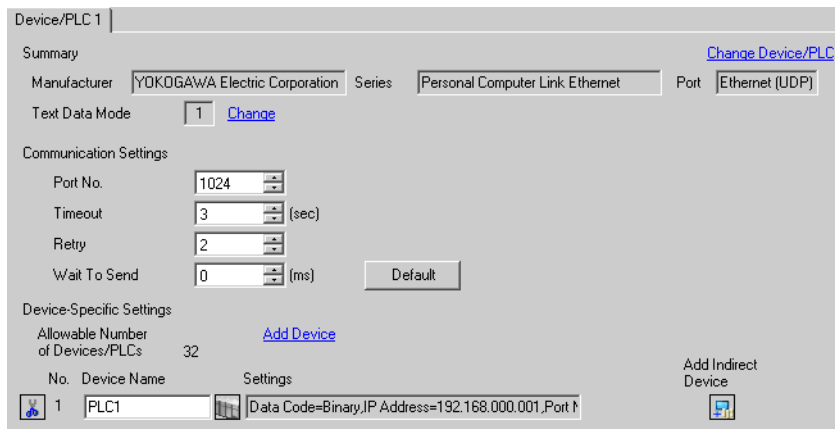 Device/PLC 1
Summary
Change Device/PLC
Manufacturer YOKOGAWA Electric Corporation Series Personal Computer Link Ethernet Port Ethernet (UDP)
Text Data Mode 1 Change
Communication Settings
Port No. 1024
Timeout 3 (sec)
Retry 2
Wait To Send 0 (ms) Default
Device-Specific Settings
Allowable Number
of Devices/PLCs 32 Add Device
Add Indirect
Device
No. Device Name Settings
1 PLC1 Data Code=Binary,IP Address=192.168.000.001,Port